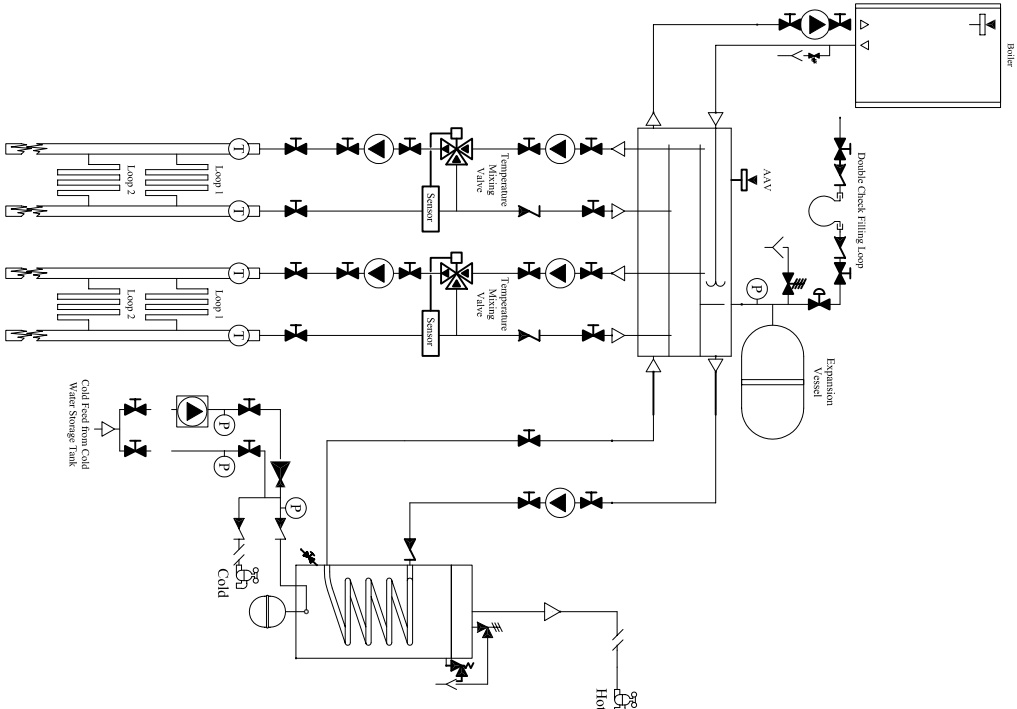 Boiler
Double Check Filling Loop
AAV
P
Expansion
Vessel
Temperature
Mixing
Valve
Sensor
T
T
Loop 1
Loop 2
Temperature
Mixing
Valve
Sensor
T
T
Loop 1
Loop 2
Cold Feed from Cold
Water Storage Tank
P
P
P
Cold
Hot